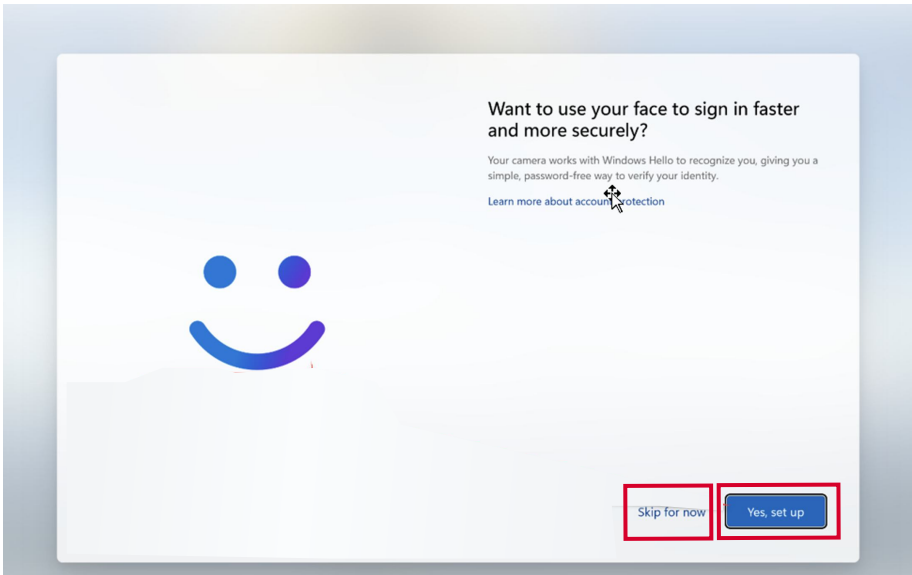 Want to use your face to sign in faster
and more securely?
Your camera works with Windows Hello to recognize you, giving you a
simple, password-free way to verify your identity.
Learn more about account protection
Skip for now
Yes, set up